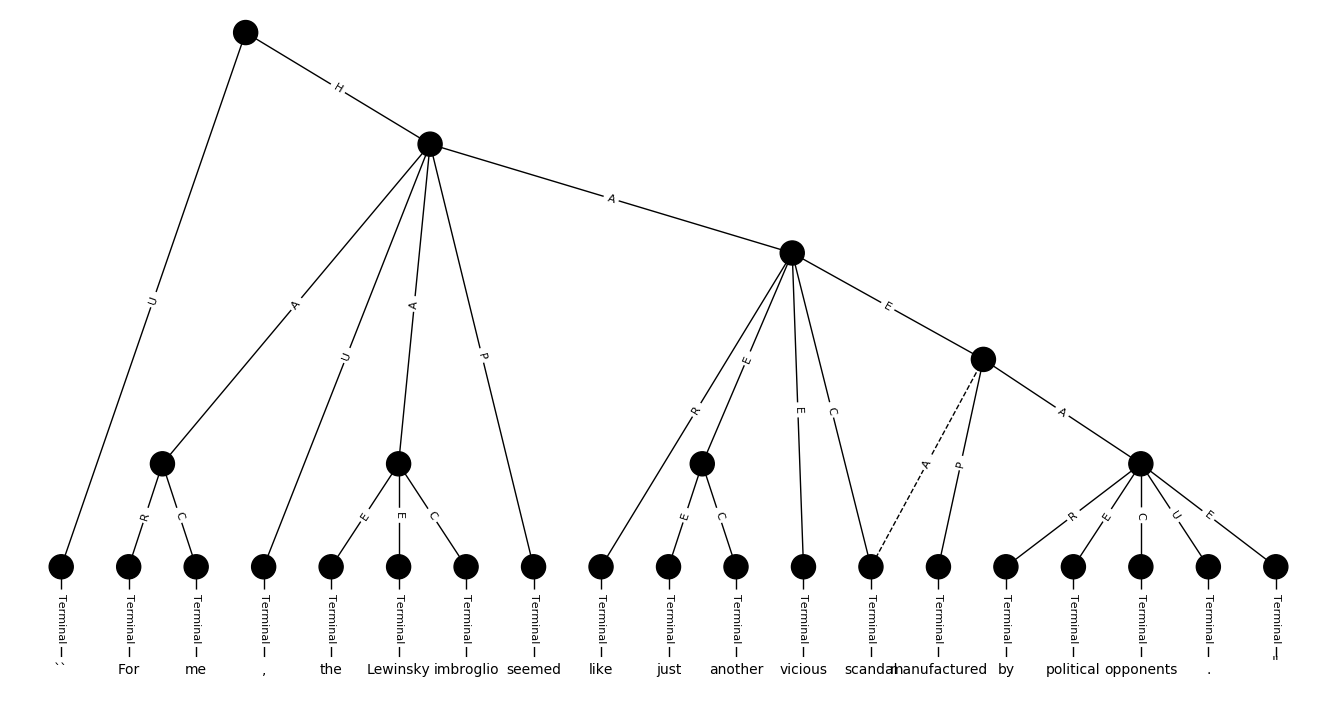 H
A
U
A
A
E
U
P
E
R
E
C
A
A
P
R
C
E
E
C
E
C
R
E
C
U
E
Terminal Terminal Terminal Terminal Terminal Terminal Terminal Terminal Terminal Terminal Terminal Terminal Terminal Terminal Terminal Terminal Terminal Terminal Terminal
`` For me , the Lewinsky imbroglio seemed like just another vicious scandal manufactured by political opponents . "